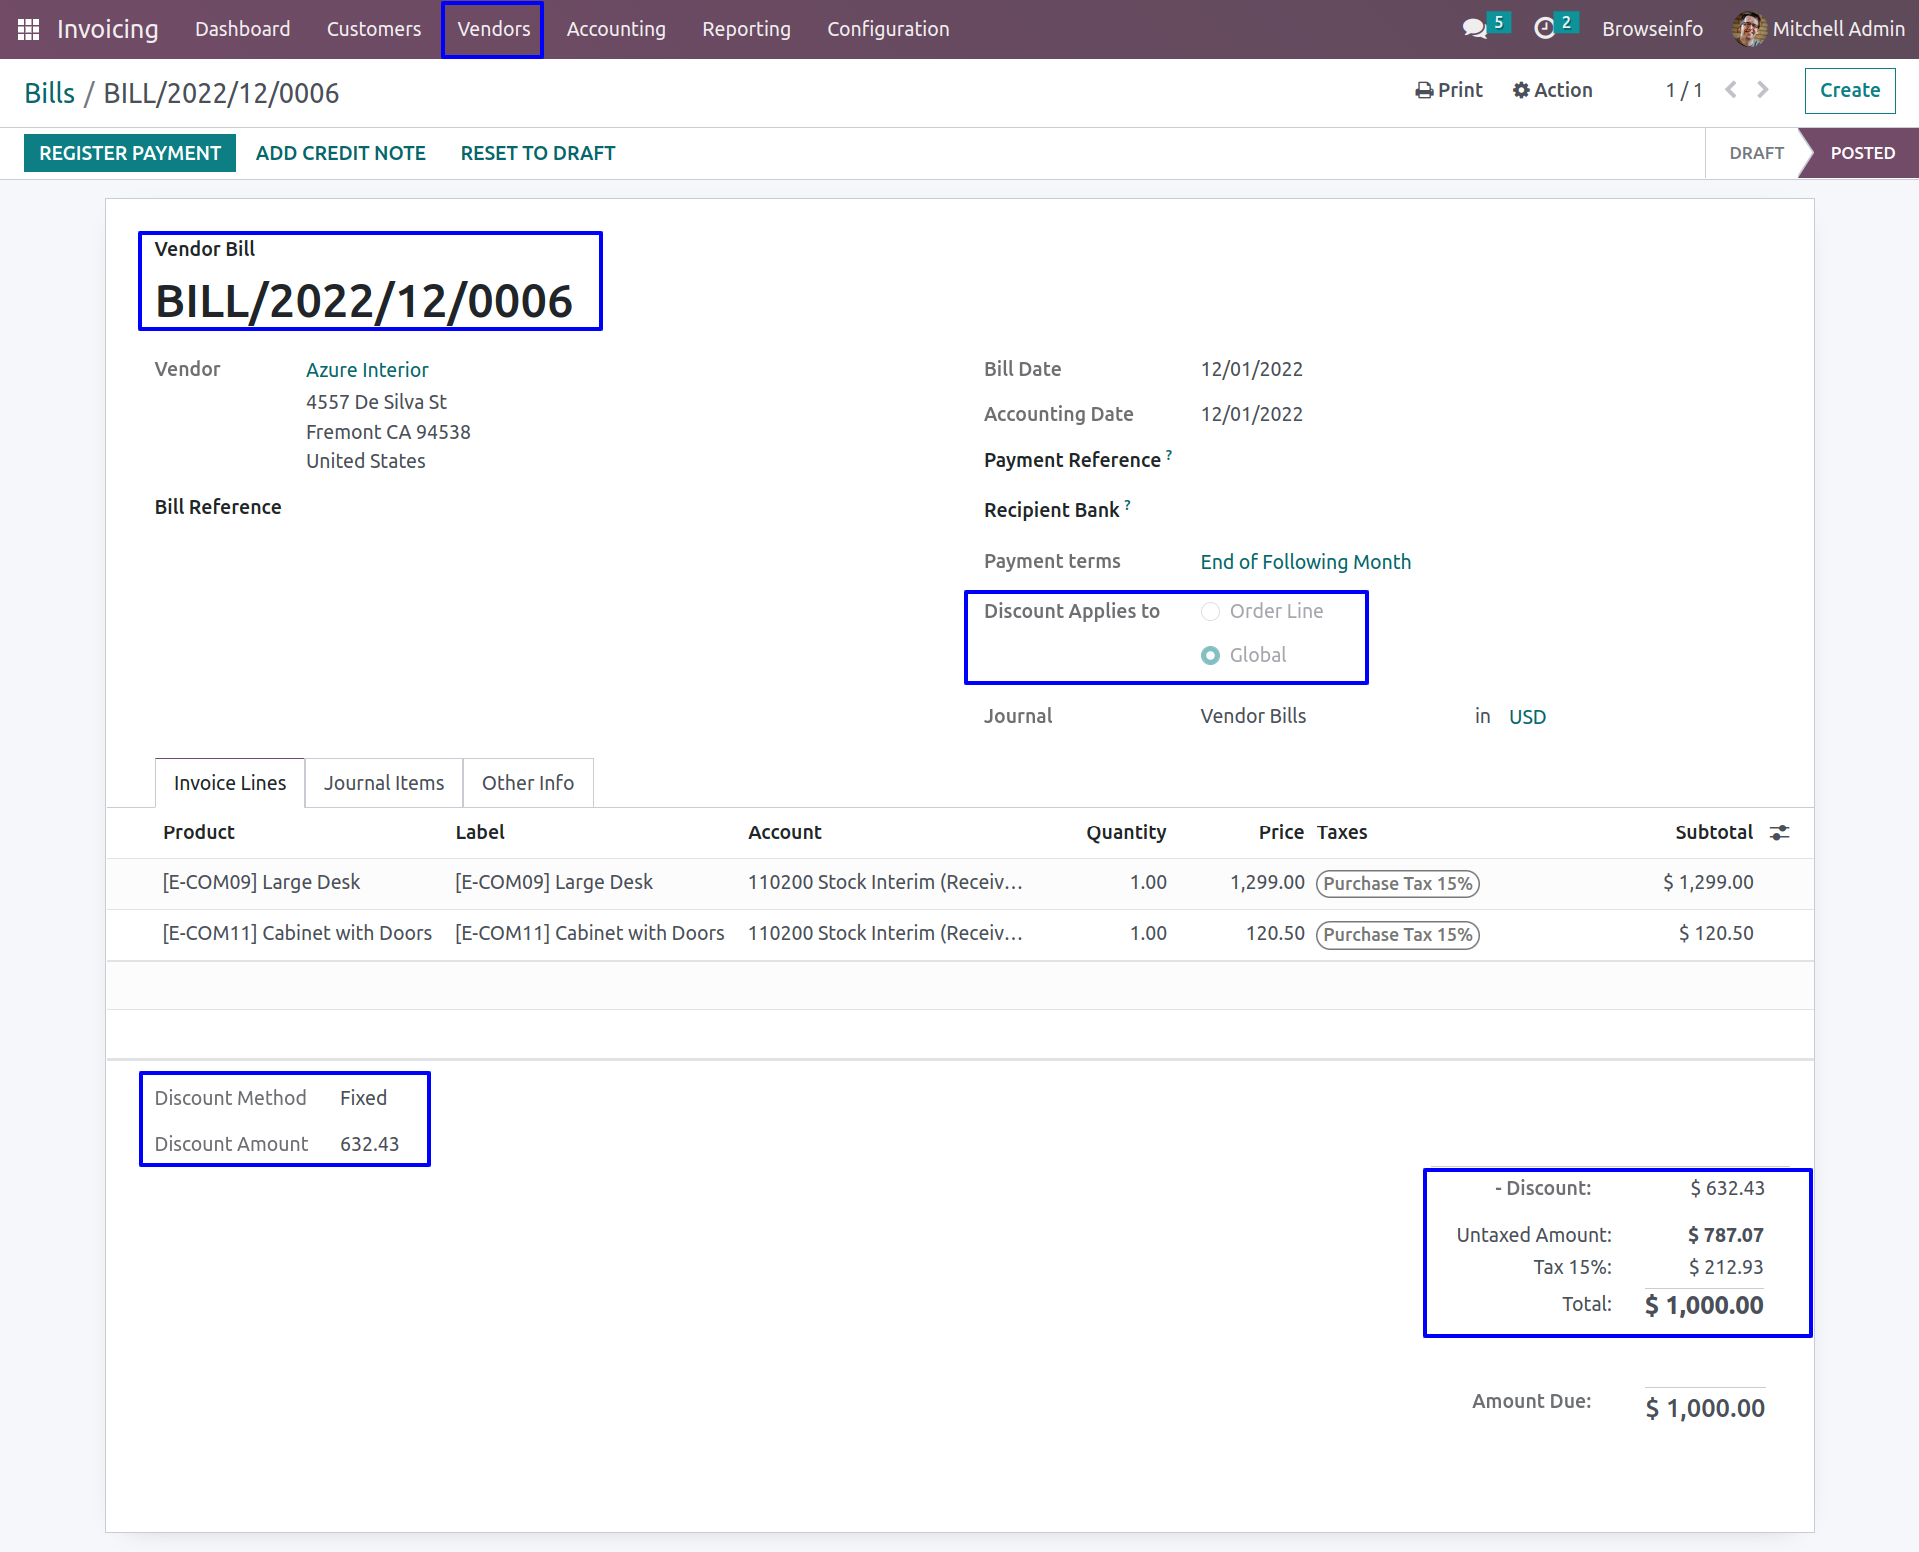 Invoicing Dashboard Customers Vendors Accounting Reporting Configuration 5 2 Browseinfo Mitchell Admin
Bills / BILL/2022/12/0006 Print Action 1 / 1 Create
REGISTER PAYMENT ADD CREDIT NOTE RESET TO DRAFT DRAFT POSTED
Vendor Bill
BILL/2022/12/0006
Vendor Azure Interior
4557 De Silva St
Fremont CA 94538
United States
Bill Reference
Bill Date 12/01/2022
Accounting Date 12/01/2022
Payment Reference ?
Recipient Bank ?
Payment terms End of Following Month
Discount Applies to Order Line
Global
Journal Vendor Bills in USD
Invoice Lines Journal Items Other Info
Product Label Account Quantity Price Taxes Subtotal
[E-COM09] Large Desk [E-COM09] Large Desk 110200 Stock Interim (Receiv... 1.00 1,299.00 Purchase Tax 15% $ 1,299.00
[E-COM11] Cabinet with Doors [E-COM11] Cabinet with Doors 110200 Stock Interim (Receiv... 1.00 120.50 Purchase Tax 15% $ 120.50
Discount Method Fixed
Discount Amount 632.43
- Discount: $ 632.43
Untaxed Amount: $ 787.07
Tax 15%: $ 212.93
Total: $ 1,000.00
Amount Due: $ 1,000.00